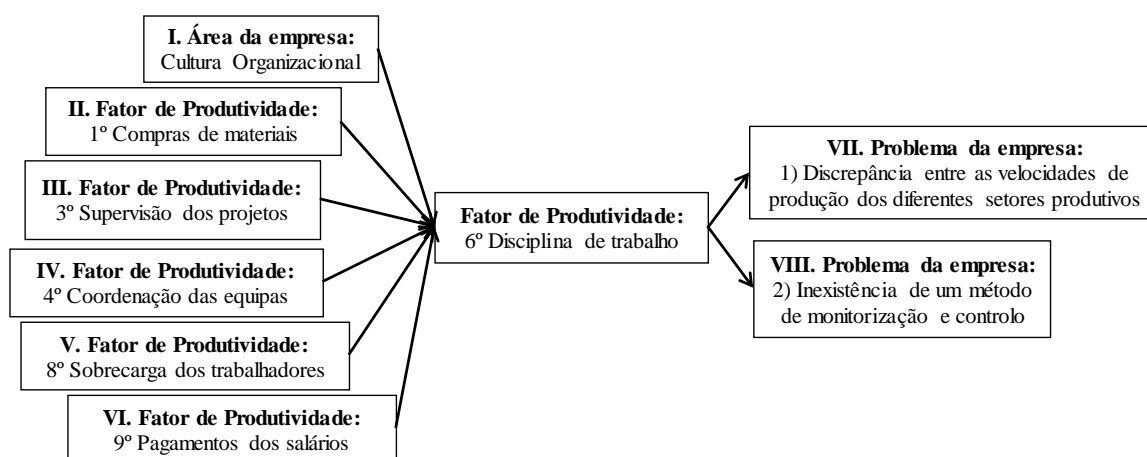 I. Área da empresa:
Cultura Organizacional
II. Fator de Produtividade:
1º Compras de materiais
III. Fator de Produtividade:
3º Supervisão dos projetos
IV. Fator de Produtividade:
4º Coordenação das equipas
V. Fator de Produtividade:
8º Sobrecarga dos trabalhadores
VI. Fator de Produtividade:
9º Pagamentos dos salários
Fator de Produtividade:
6º Disciplina de trabalho
VII. Problema da empresa:
1) Discrepância entre as velocidades de
produção dos diferentes setores produtivos
VIII. Problema da empresa:
2) Inexistência de um método
de monitorização e controlo